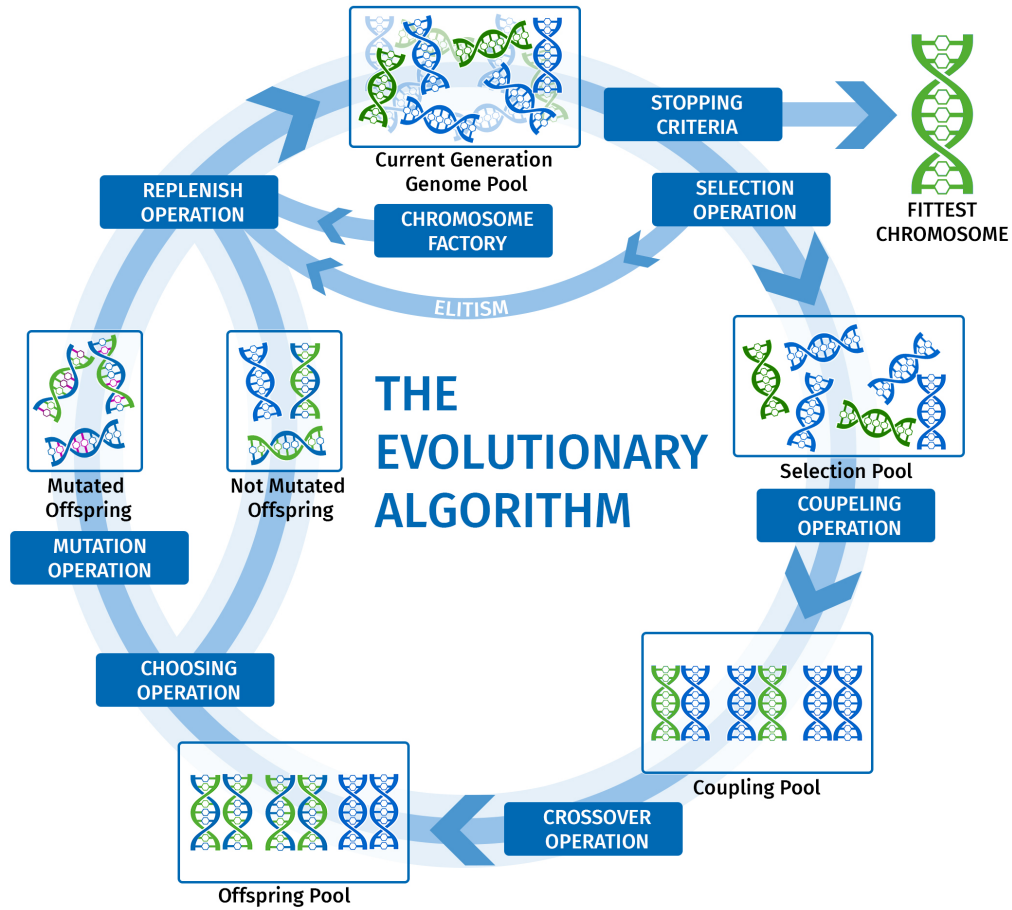 Current Generation
Genome Pool
STOPPING
CRITERIA
FITTEST
CHROMOSOME
SELECTION
OPERATION
REPLENISH
OPERATION
CHROMOSOME
FACTORY
ELITISM
Selection Pool
COUPELING
OPERATION
THE
EVOLUTIONARY
ALGORITHM
Mutated
Offspring
Not Mutated
Offspring
MUTATION
OPERATION
CHOOSING
OPERATION
Coupling Pool
CROSSOVER
OPERATION
Offspring Pool